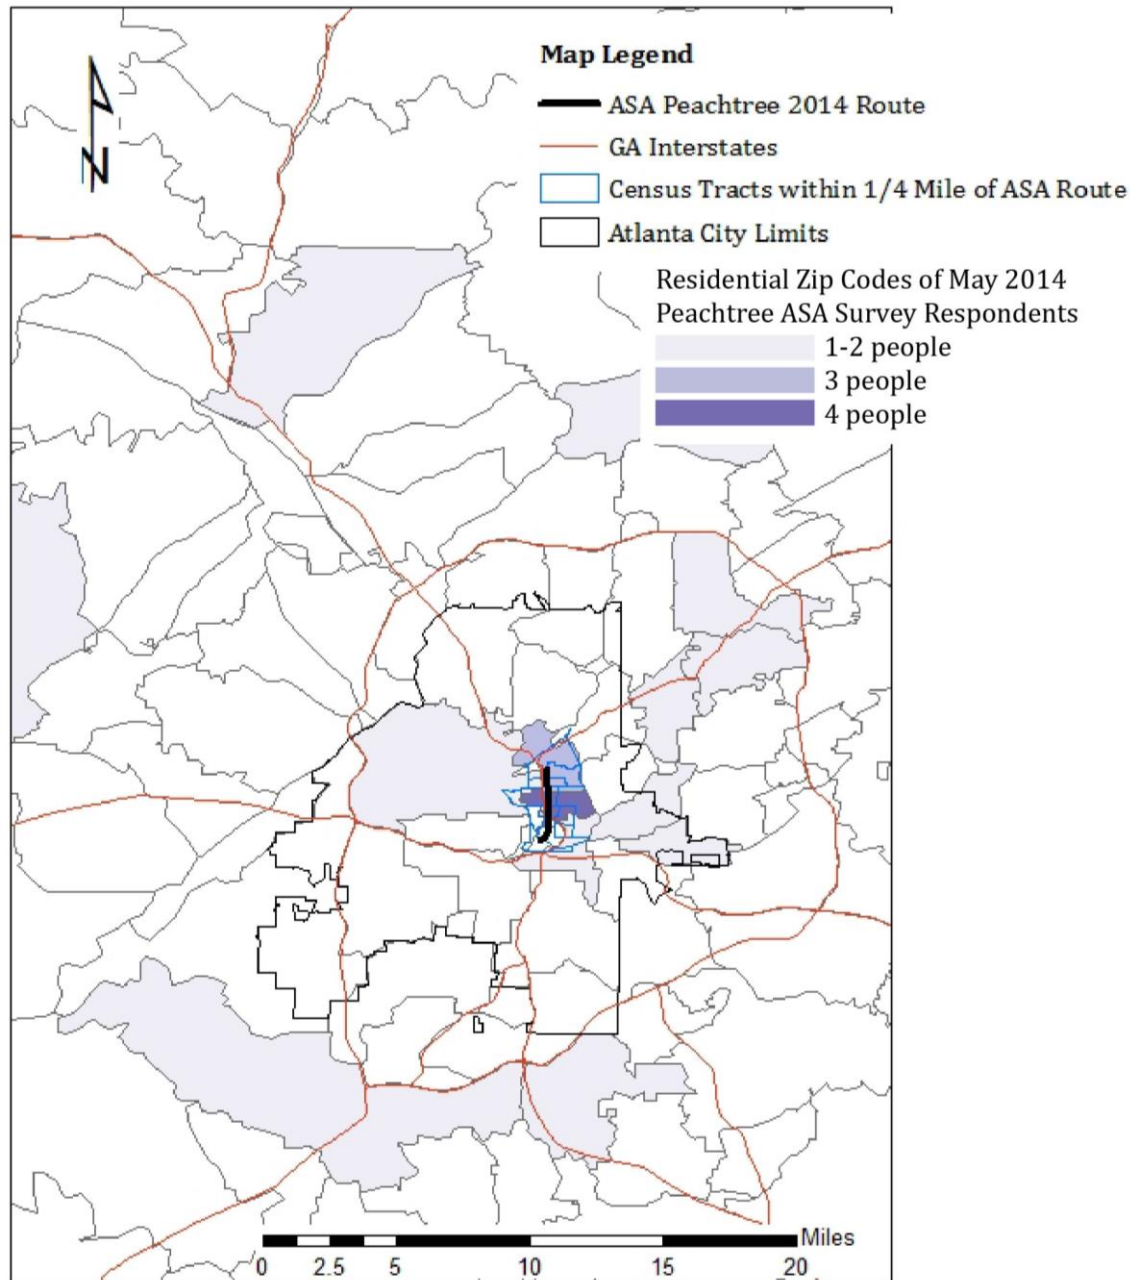 N
Map Legend
ASA Peachtree 2014 Route
GA Interstates
Census Tracts within 1/4 Mile of ASA Route
Atlanta City Limits
Residential Zip Codes of May 2014
Peachtree ASA Survey Respondents
1-2 people
3 people
4 people
Miles
0 2.5 5 10 15 20